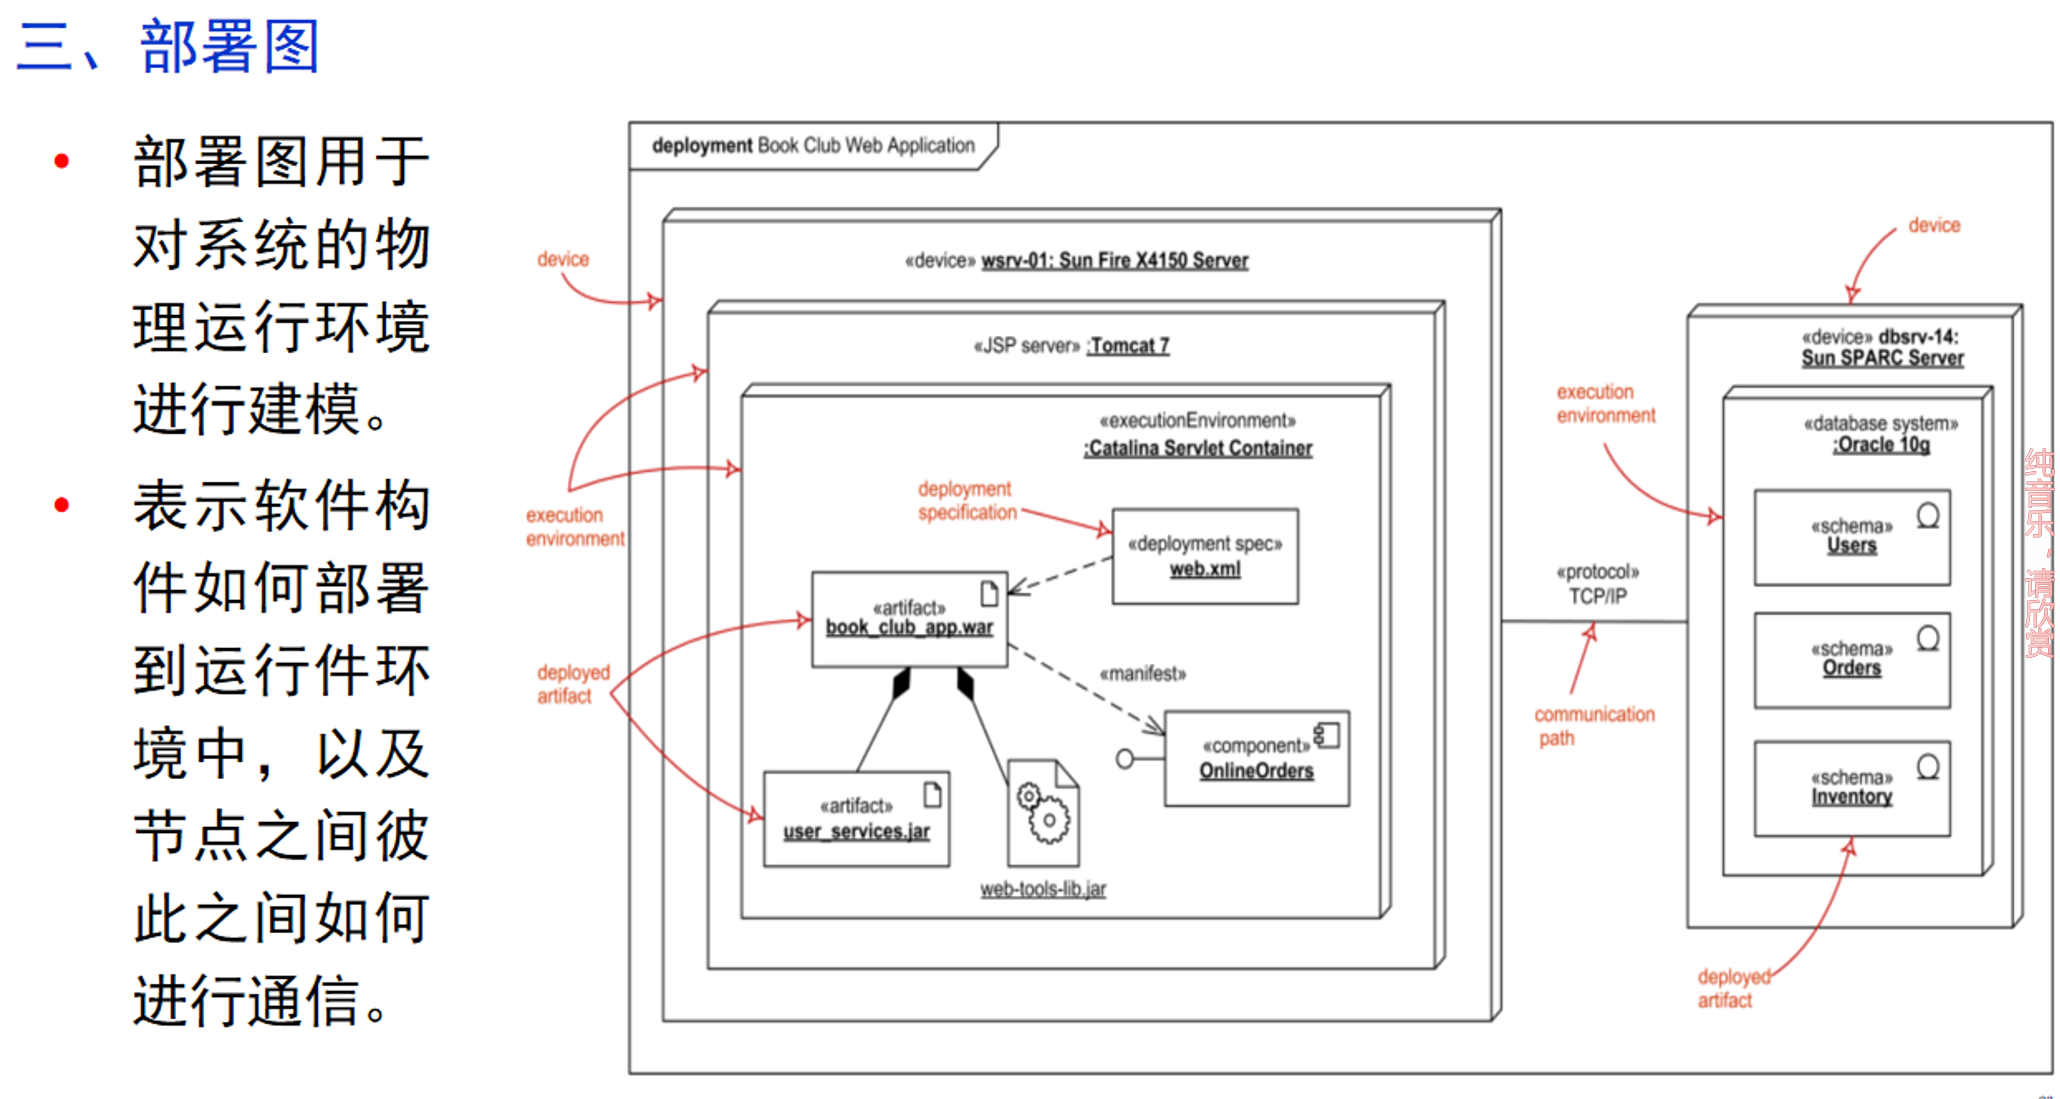 三、部署图
• 部署图用于
对系统的物
理运行环境
进行建模。
• 表示软件构
件如何部署
到运行件环
境中，以及
节点之间彼
此之间如何
进行通信。
deployment Book Club Web Application
device
«device» wsrv-01: Sun Fire X4150 Server
«JSP server» :Tomcat 7
«executionEnvironment»
:Catalina Servlet Container
execution
environment
deployment
specification
«deployment spec»
web.xml
«artifact»
book_club_app.war
deployed
artifact
«manifest»
«component»
OnlineOrders
«artifact»
user_services.jar
web-tools-lib.jar
«protocol»
TCP/IP
communication
path
device
«device» dbsrv-14:
Sun SPARC Server
execution
environment
«database system»
:Oracle 10g
«schema»
Users
«schema»
Orders
«schema»
Inventory
deployed
artifact
纯音乐，请欣赏